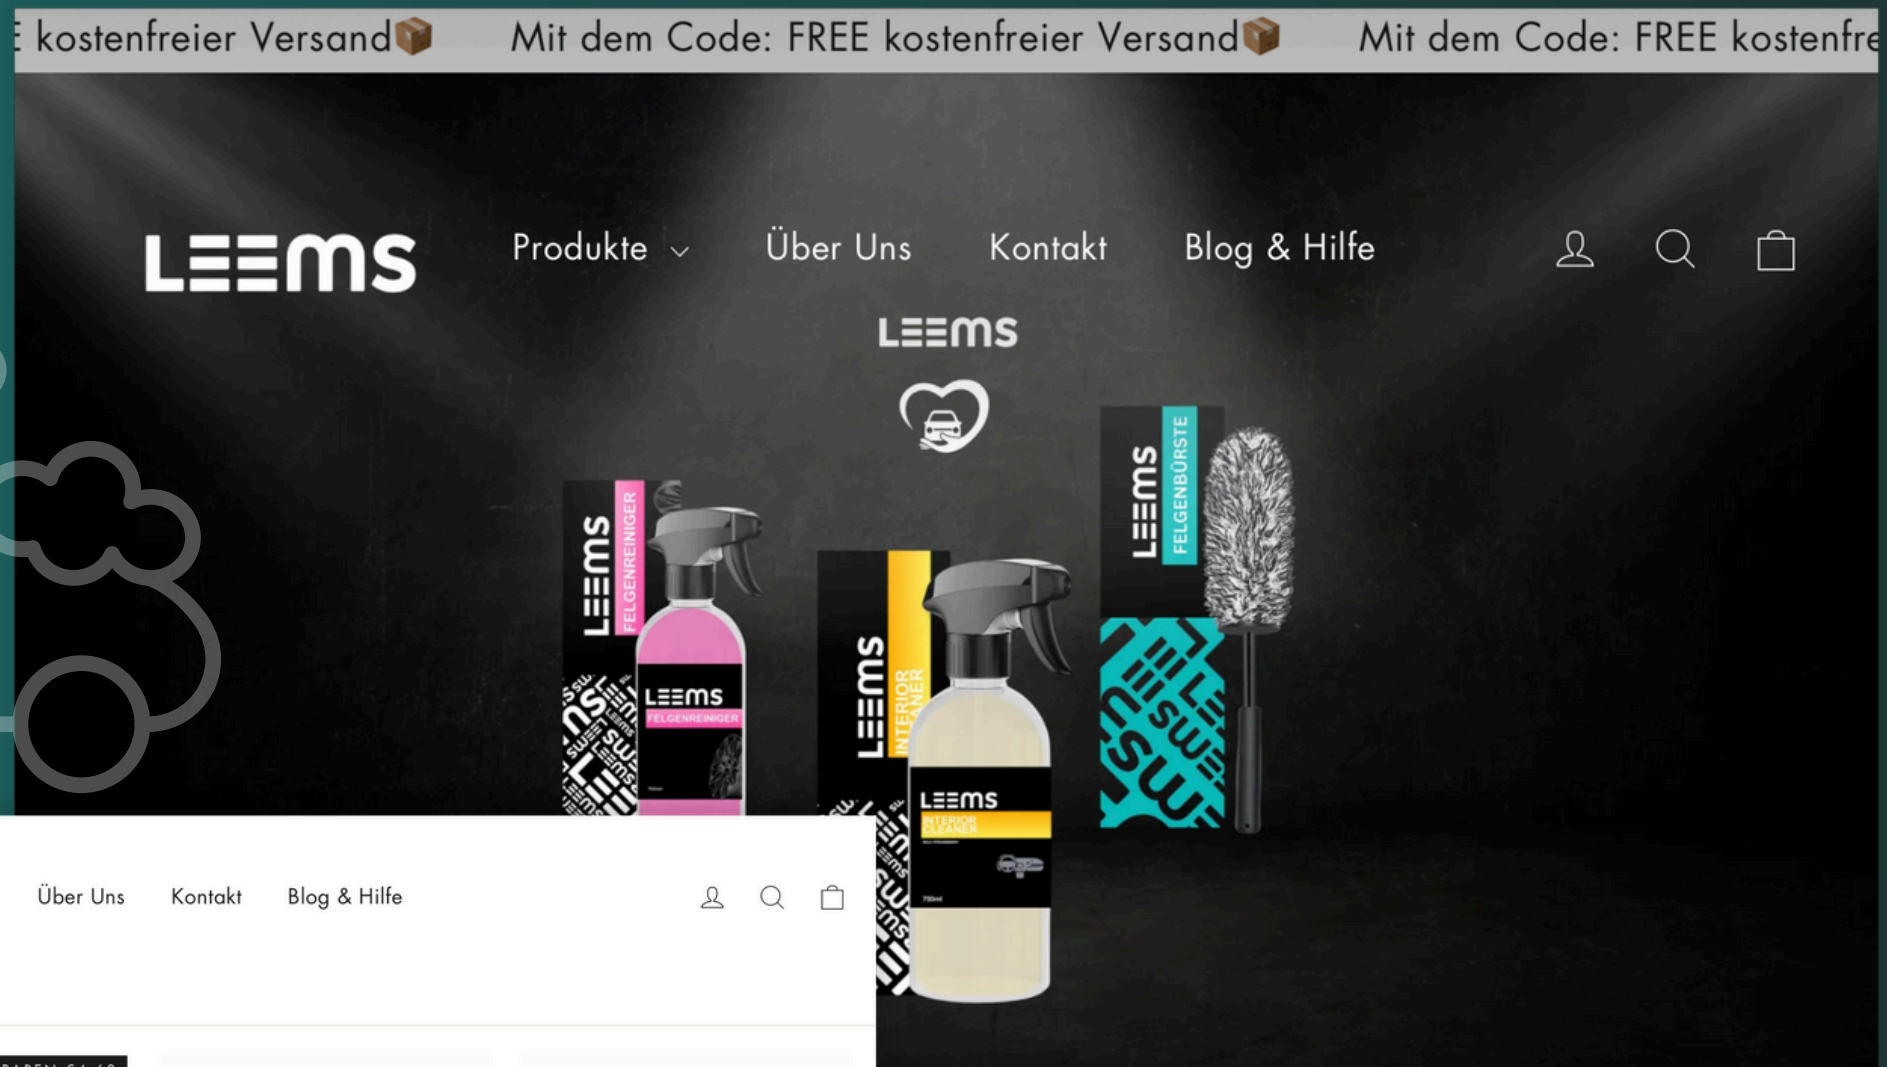 E kostenfreier Versand📦 Mit dem Code: FREE kostenfreier Versand📦 Mit dem Code: FREE kostenfre
LEEMS Produkte Über Uns Kontakt Blog & Hilfe
LEEMS
LEEMS FELGENREINIGER
LEEMS
FELGENREINIGER
LEEMS INTERIOR CLEANER
LEEMS
INTERIOR
CLEANER
750ml
LEEMS FELGENBÜRSTE
Über Uns Kontakt Blog & Hilfe